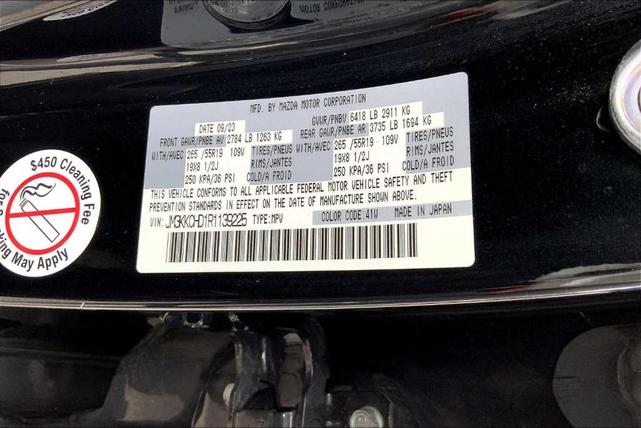 MFD. BY MAZDA MOTOR CORPORATION
DATE 09/23 GVWR/PNBV 6418 LB 2911 KG
FRONT GAWR/PNBE AV 2784 LB 1263 KG REAR GAWR/PNBE AR 3735 LB 1694 KG
WITH/AVEC 265 /55R19 109V TIRES/PNEUS WITH/AVEC 265 /55R19 109V TIRES/PNEUS
19X8 1/2J RIMS/JANTES 19X8 1/2J RIMS/JANTES
250 KPA/36 PSI COLD/A FROID 250 KPA/36 PSI COLD/A FROID
THIS VEHICLE CONFORMS TO ALL APPLICABLE FEDERAL MOTOR VEHICLE SAFETY AND THEFT
PREVENTION STANDARDS IN EFFECT ON THE DATE OF MANUFACTURE SHOWN ABOVE.
VIN: JM3KKCHD1R1139225 TYPE:MPV COLOR CODE:41W MADE IN JAPAN
$450 Cleaning Fee
king May Apply